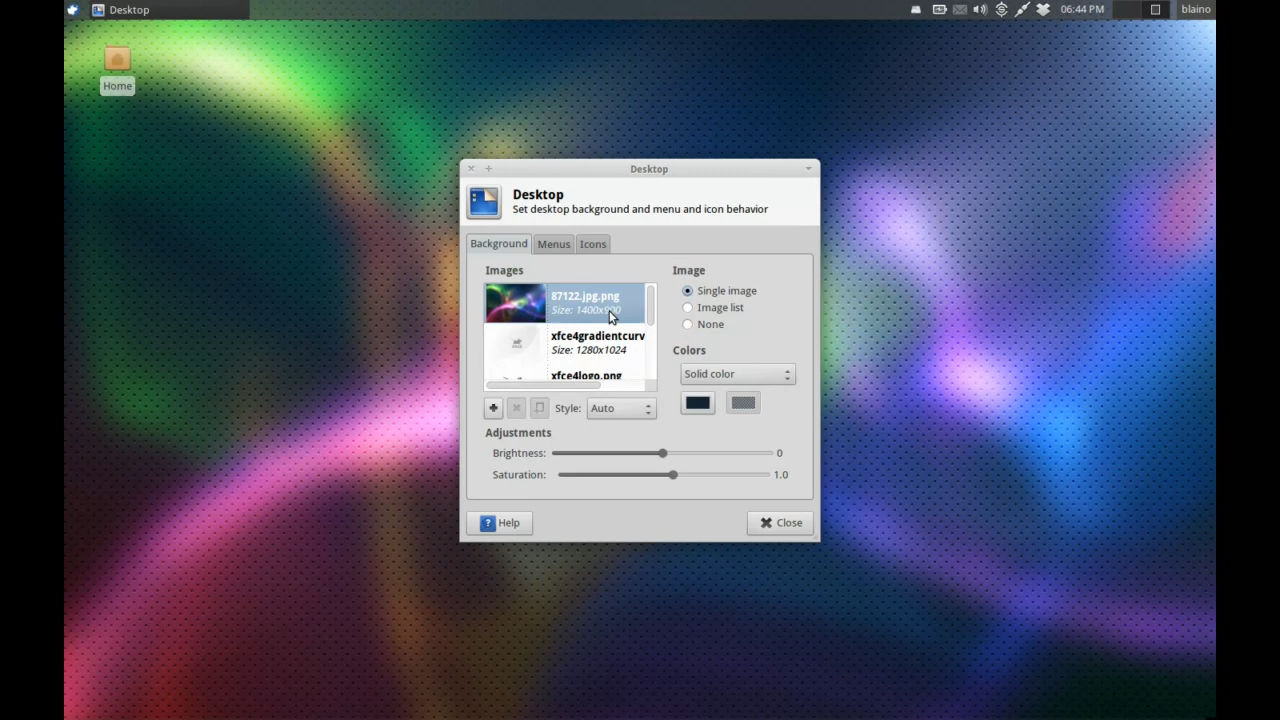 Desktop
06:44 PM
blaino
Home
Desktop
Desktop
Set desktop background and menu and icon behavior
Background Menus Icons
Images
87122.jpg.png
Size: 1400x900
xfce4gradientcurv
Size: 1280x1024
xfce4logo.png
Style: Auto
Image
Single image
Image list
None
Colors
Solid color
Adjustments
Brightness: 0
Saturation: 1.0
? Help
Close